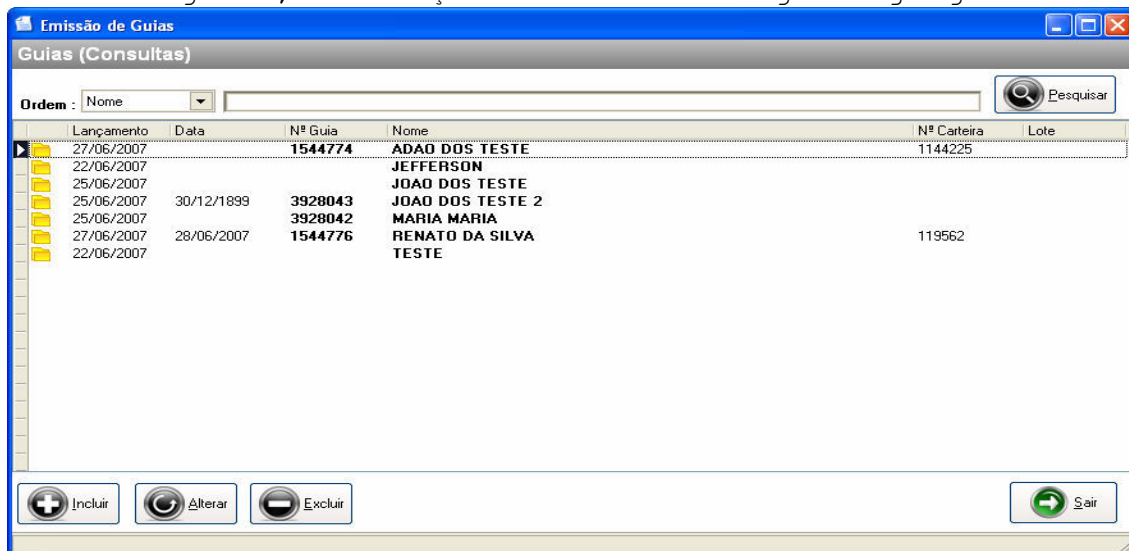 Emissão de Guias
Guias (Consultas)
Ordem : Nome Pesquisar
Lançamento Data Nº Guia Nome Nº Carteira Lote
27/06/2007 1544774 ADAO DOS TESTE 1144225
22/06/2007 JEFFERSON
25/06/2007 JOAO DOS TESTE
25/06/2007 30/12/1899 3928043 JOAO DOS TESTE 2
25/06/2007 3928042 MARIA MARIA
27/06/2007 28/06/2007 1544776 RENATO DA SILVA 119562
22/06/2007 TESTE
Incluir Alterar Excluir Sair